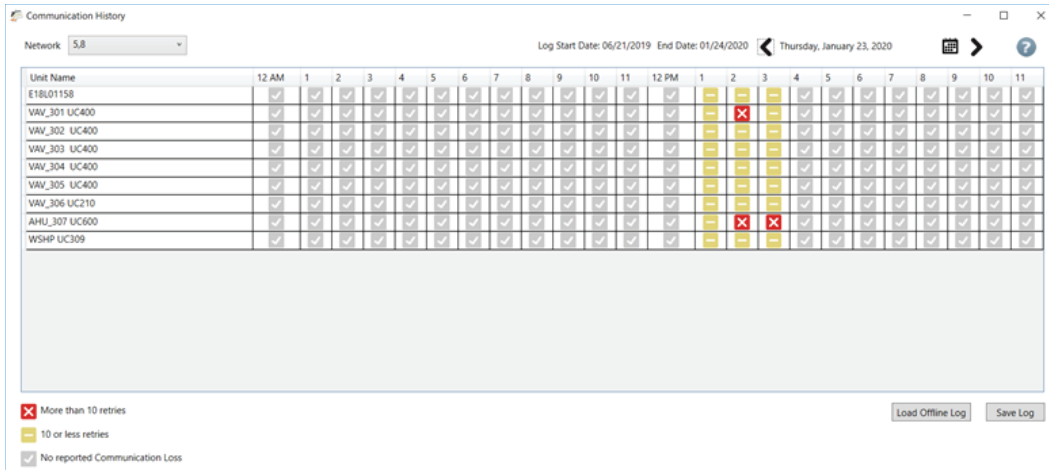 Communication History
Network 5,8 Log Start Date: 06/21/2019 End Date: 01/24/2020 Thursday, January 23, 2020 ?
Unit Name 12 AM 1 2 3 4 5 6 7 8 9 10 11 12 PM 1 2 3 4 5 6 7 8 9 10 11
E18L01158
VAV_301 UC400
VAV_302 UC400
VAV_303 UC400
VAV_304 UC400
VAV_305 UC400
VAV_306 UC210
AHU_307 UC600
WSHP UC309
More than 10 retries Load Offline Log Save Log
10 or less retries
No reported Communication Loss